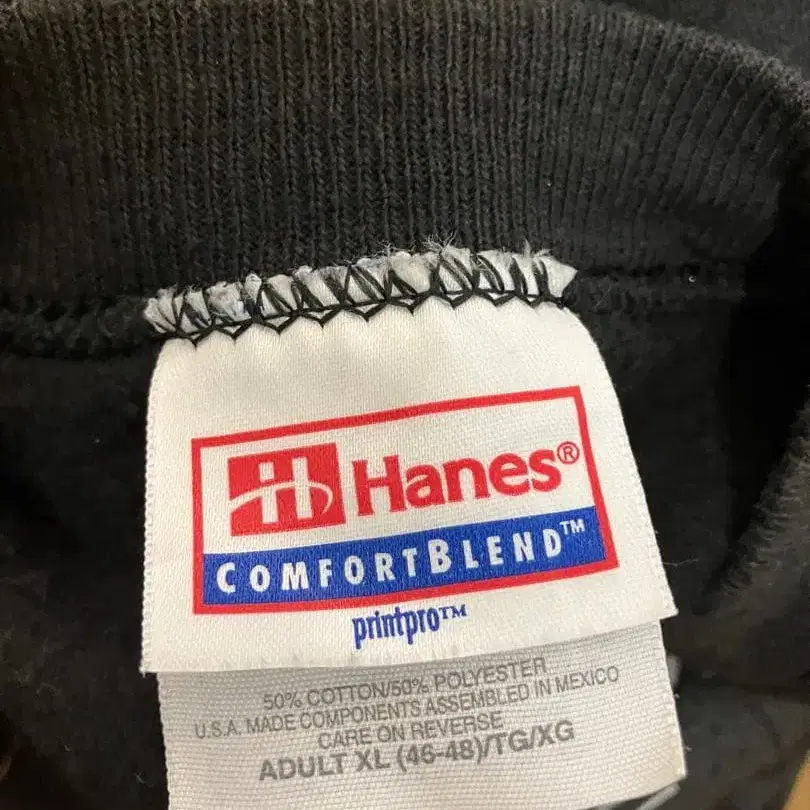 H Hanes®
COMFORTBLEND™
printpro™
50% COTTON/50% POLYESTER
U.S.A. MADE COMPONENTS ASSEMBLED IN MEXICO
CARE ON REVERSE
ADULT XL (46-48)/TG/XG